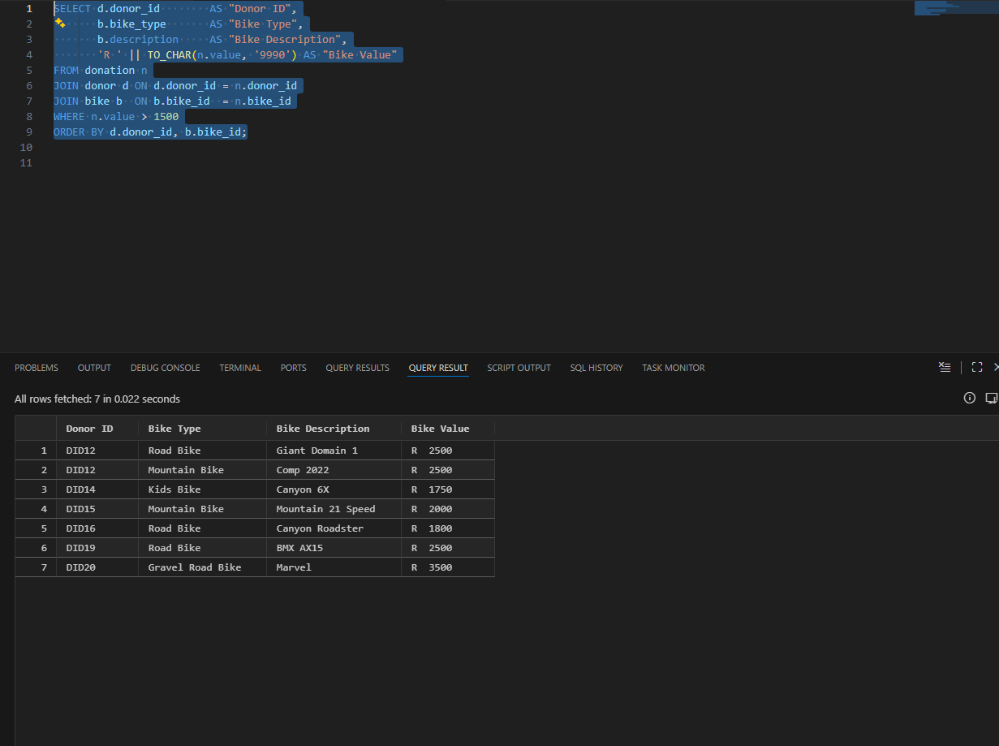 1 SELECT d.donor_id AS "Donor ID",
2 b.bike_type AS "Bike Type",
3 b.description AS "Bike Description",
4 'R ' || TO_CHAR(n.value, '9990') AS "Bike Value"
5 FROM donation n
6 JOIN donor d ON d.donor_id = n.donor_id
7 JOIN bike b  ON b.bike_id  = n.bike_id
8 WHERE n.value > 1500
9 ORDER BY d.donor_id, b.bike_id;
10
11
PROBLEMS OUTPUT DEBUG CONSOLE TERMINAL PORTS QUERY RESULTS QUERY RESULT SCRIPT OUTPUT SQL HISTORY TASK MONITOR
All rows fetched: 7 in 0.022 seconds
Donor ID Bike Type Bike Description Bike Value
1 DID12 Road Bike Giant Domain 1 R  2500
2 DID12 Mountain Bike Comp 2022 R  2500
3 DID14 Kids Bike Canyon 6X R  1750
4 DID15 Mountain Bike Mountain 21 Speed R  2000
5 DID16 Road Bike Canyon Roadster R  1800
6 DID19 Road Bike BMX AX15 R  2500
7 DID20 Gravel Road Bike Marvel R  3500